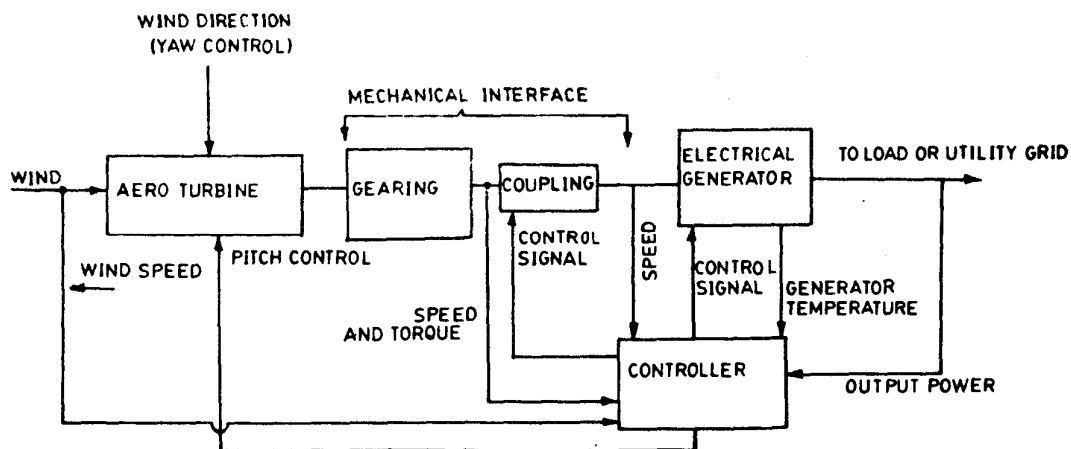 WIND DIRECTION
(YAW CONTROL)
MECHANICAL INTERFACE
WIND
AERO TURBINE
GEARING
COUPLING
ELECTRICAL
GENERATOR
TO LOAD OR UTILITY GRID
WIND SPEED
PITCH CONTROL
CONTROL
SIGNAL
SPEED
CONTROL
SIGNAL
GENERATOR
TEMPERATURE
SPEED
AND TORQUE
CONTROLLER
OUTPUT POWER